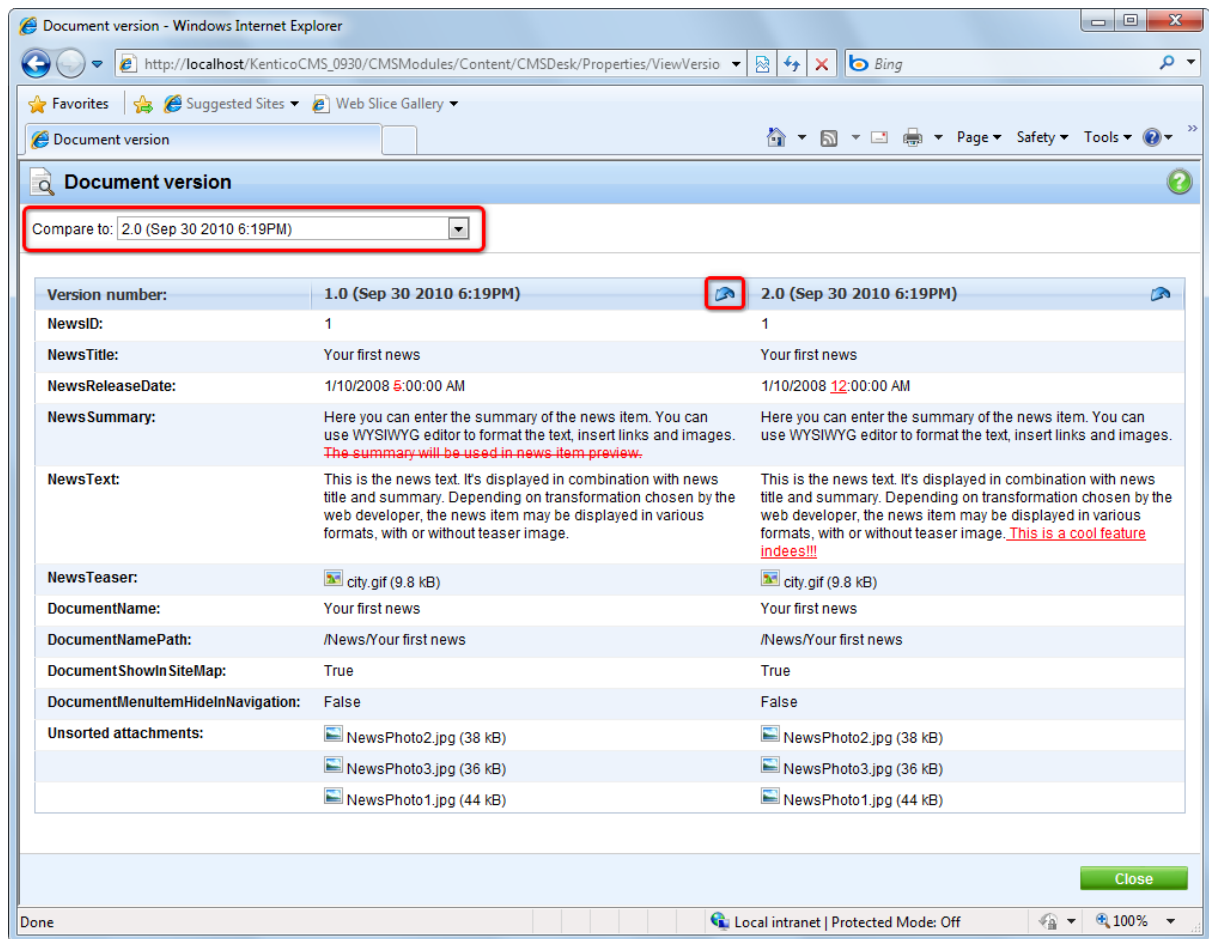 Document version - Windows Internet Explorer
http://localhost/KenticoCMS_0930/CMSModules/Content/CMSDesk/Properties/ViewVersio
Bing
Favorites Suggested Sites Web Slice Gallery
Document version
Page Safety Tools
Document version
Compare to: 2.0 (Sep 30 2010 6:19PM)
Version number: 1.0 (Sep 30 2010 6:19PM) 2.0 (Sep 30 2010 6:19PM)
NewsID: 1 1
NewsTitle: Your first news Your first news
NewsReleaseDate: 1/10/2008 5:00:00 AM 1/10/2008 12:00:00 AM
NewsSummary:
Here you can enter the summary of the news item. You can
use WYSIWYG editor to format the text, insert links and images.
The summary will be used in news item preview.
Here you can enter the summary of the news item. You can
use WYSIWYG editor to format the text, insert links and images.
NewsText:
This is the news text. It's displayed in combination with news
title and summary. Depending on transformation chosen by the
web developer, the news item may be displayed in various
formats, with or without teaser image.
This is the news text. It's displayed in combination with news
title and summary. Depending on transformation chosen by the
web developer, the news item may be displayed in various
formats, with or without teaser image. This is a cool feature
indees!!!
NewsTeaser: city.gif (9.8 kB) city.gif (9.8 kB)
DocumentName: Your first news Your first news
DocumentNamePath: /News/Your first news /News/Your first news
DocumentShowInSiteMap: True True
DocumentMenuItemHideInNavigation: False False
Unsorted attachments: NewsPhoto2.jpg (38 kB) NewsPhoto2.jpg (38 kB)
NewsPhoto3.jpg (36 kB) NewsPhoto3.jpg (36 kB)
NewsPhoto1.jpg (44 kB) NewsPhoto1.jpg (44 kB)
Close
Done Local intranet | Protected Mode: Off 100%